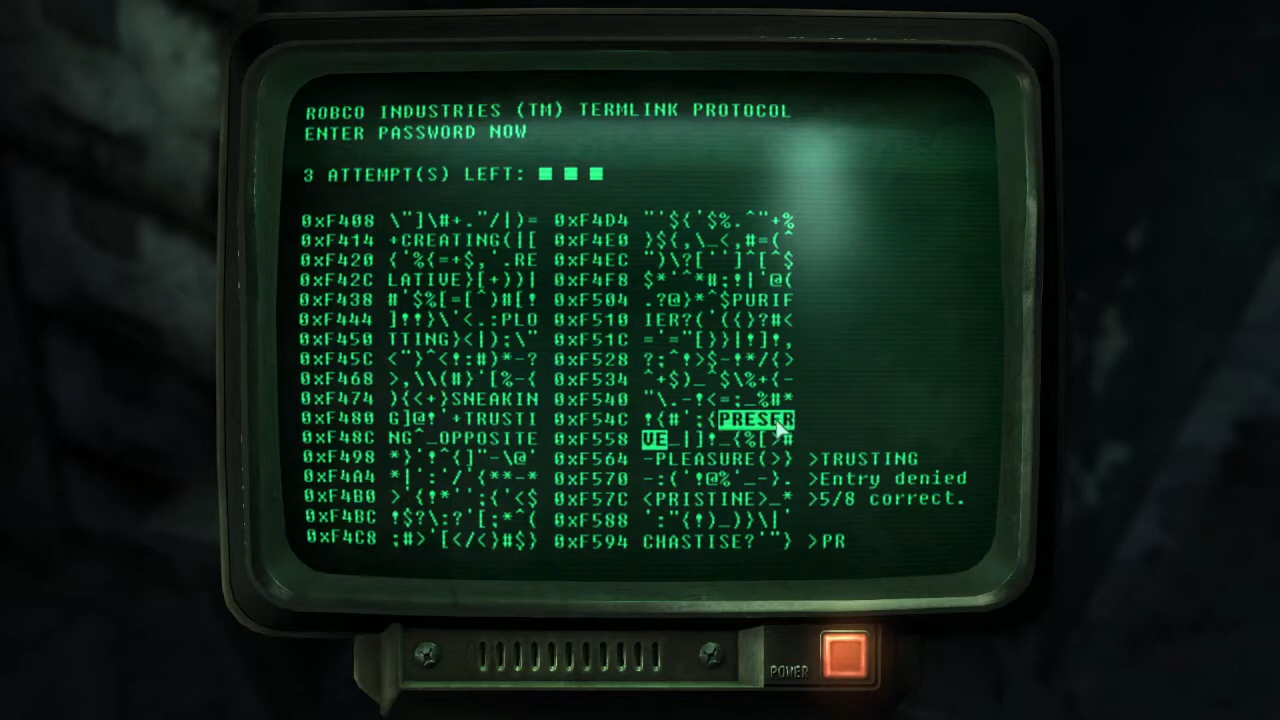 ROBCO INDUSTRIES (TM) TERMLINK PROTOCOL
ENTER PASSWORD NOW
3 ATTEMPT(S) LEFT: ■ ■ ■
0xF408 \"]\#+."/|)= 0xF4D4 "'${'$%.^"+%
0xF414 +CREATING(|[ 0xF4E0 )${,\_<,#=(^
0xF420 {'%{=+$,'.RE 0xF4EC ")\?['']^[^$
0xF42C LATIVE}[+))| 0xF4F8 $*'^*#;!|'@(
0xF438 #'$%[=[^)#[! 0xF504 .?@}*^$PURIF
0xF444 ]!!}\'<.:PLO 0xF510 IER?('({}?#<
0xF450 TTING}<|);\" 0xF51C ='="[}}|!]!,
0xF45C <"}^<!:#)*-? 0xF528 ?;^!>$-!*/{>
0xF468 >,\\(#}'[%-{ 0xF534 ^+$)_^$\%+{-
0xF474 ){<+}SNEAKIN 0xF540 "\.-!<=;_%#*
0xF480 G]@!'+TRUSTI 0xF54C !{#';{PRESER
0xF48C NG^_OPPOSITE 0xF558 VE_|]!_{%[>#
0xF498 *}'!^{]"-\@' 0xF564 -PLEASURE(>} >TRUSTING
0xF4A4 *|':'/'{**-* 0xF570 -:('!@%'_-}. >Entry denied
0xF4B0 >'{!*'':{'<$ 0xF57C <PRISTINE>_* >5/8 correct.
0xF4BC !$?\:?'[;*^( 0xF588 ':"{!)_)}\|'
0xF4C8 ;#>'[</<}#$} 0xF594 CHASTISE?'"} >PR
POWER